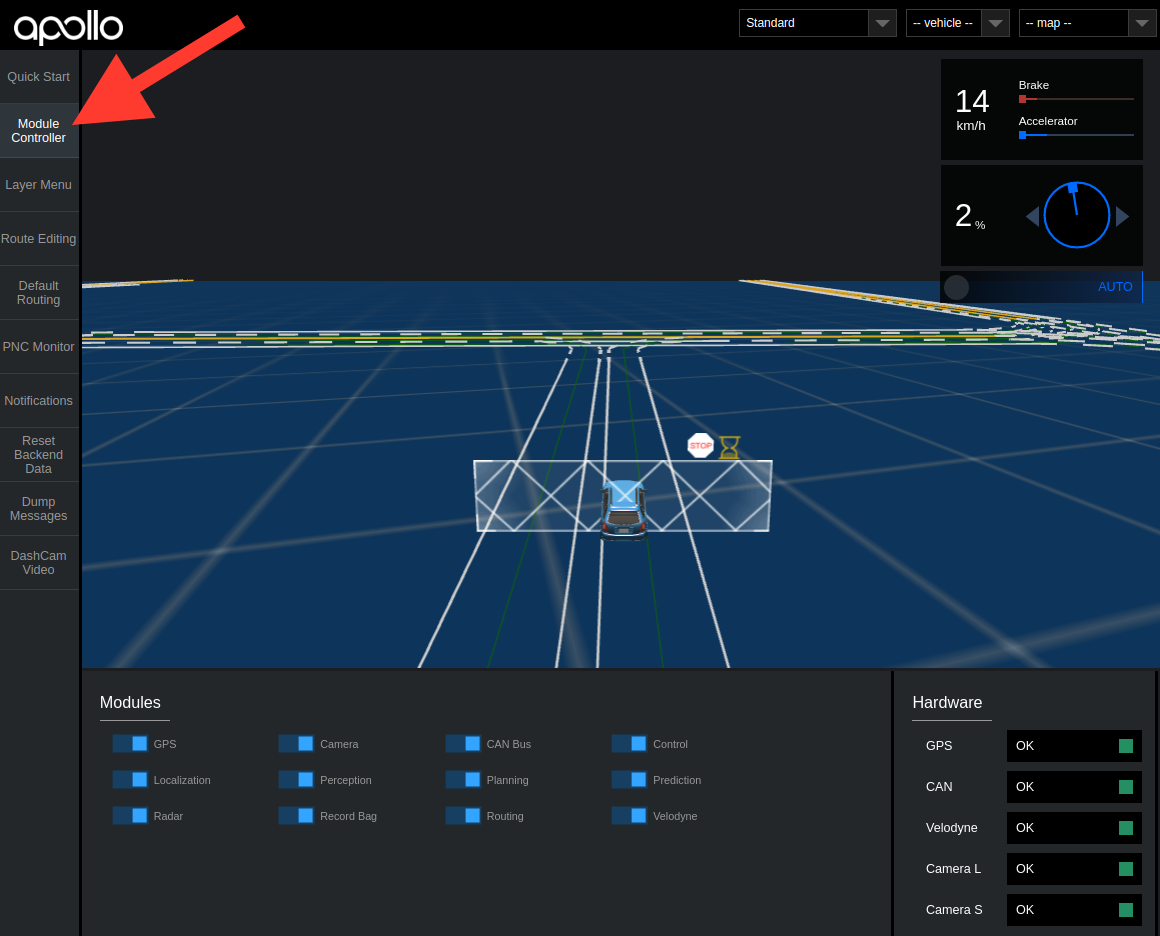 apollo
Standard
-- vehicle --
-- map --
Quick Start
Module
Controller
Layer Menu
Route Editing
Default
Routing
PNC Monitor
Notifications
Reset
Backend
Data
Dump
Messages
DashCam
Video
14
km/h
Brake
Accelerator
2 %
AUTO
STOP
Modules
GPS
Camera
CAN Bus
Control
Localization
Perception
Planning
Prediction
Radar
Record Bag
Routing
Velodyne
Hardware
GPS OK
CAN OK
Velodyne OK
Camera L OK
Camera S OK